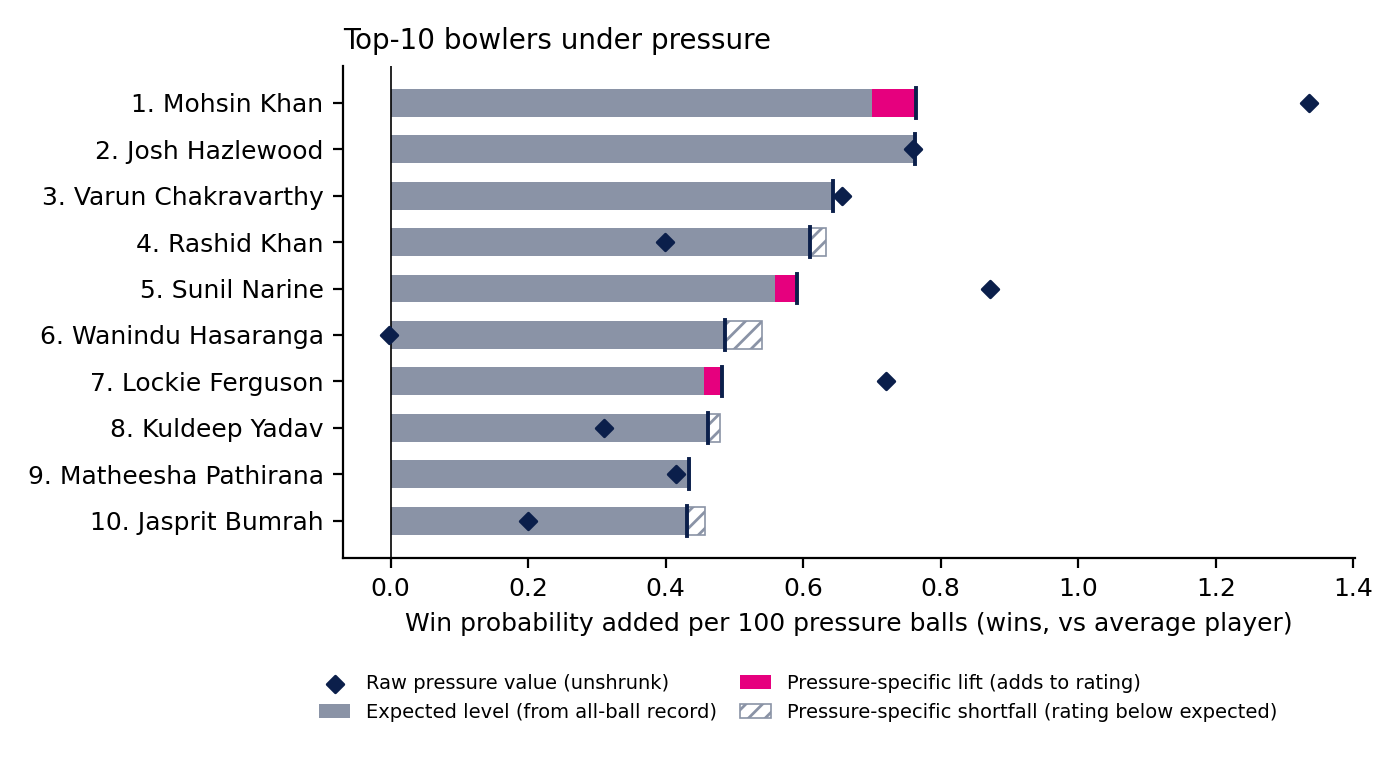 Top-10 bowlers under pressure
1. Mohsin Khan
2. Josh Hazlewood
3. Varun Chakravarthy
4. Rashid Khan
5. Sunil Narine
6. Wanindu Hasaranga
7. Lockie Ferguson
8. Kuldeep Yadav
9. Matheesha Pathirana
10. Jasprit Bumrah
0.0 0.2 0.4 0.6 0.8 1.0 1.2 1.4
Win probability added per 100 pressure balls (wins, vs average player)
Raw pressure value (unshrunk)
Expected level (from all-ball record)
Pressure-specific lift (adds to rating)
Pressure-specific shortfall (rating below expected)